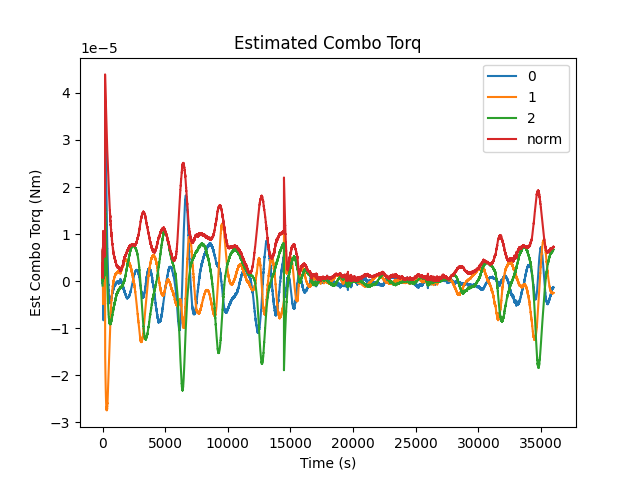 Estimated Combo Torq
1e−5
0
1
2
norm
4
3
2
1
0
−1
−2
−3
Est Combo Torq (Nm)
0 5000 10000 15000 20000 25000 30000 35000
Time (s)